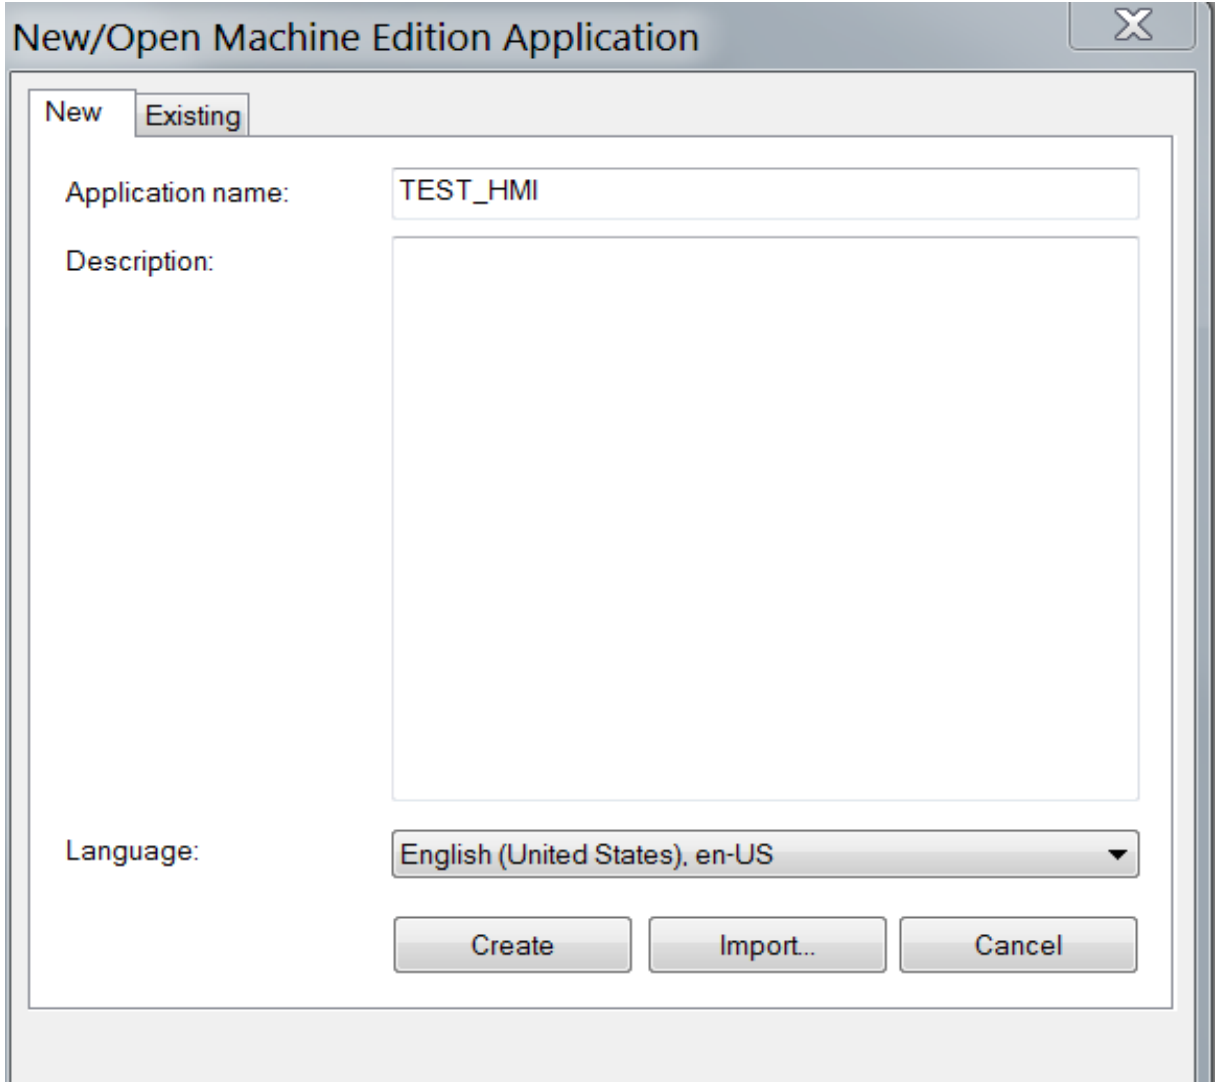 New/Open Machine Edition Application
New
Existing
Application name:
TEST_HMI
Description:
Language:
English (United States), en-US
Create
Import...
Cancel